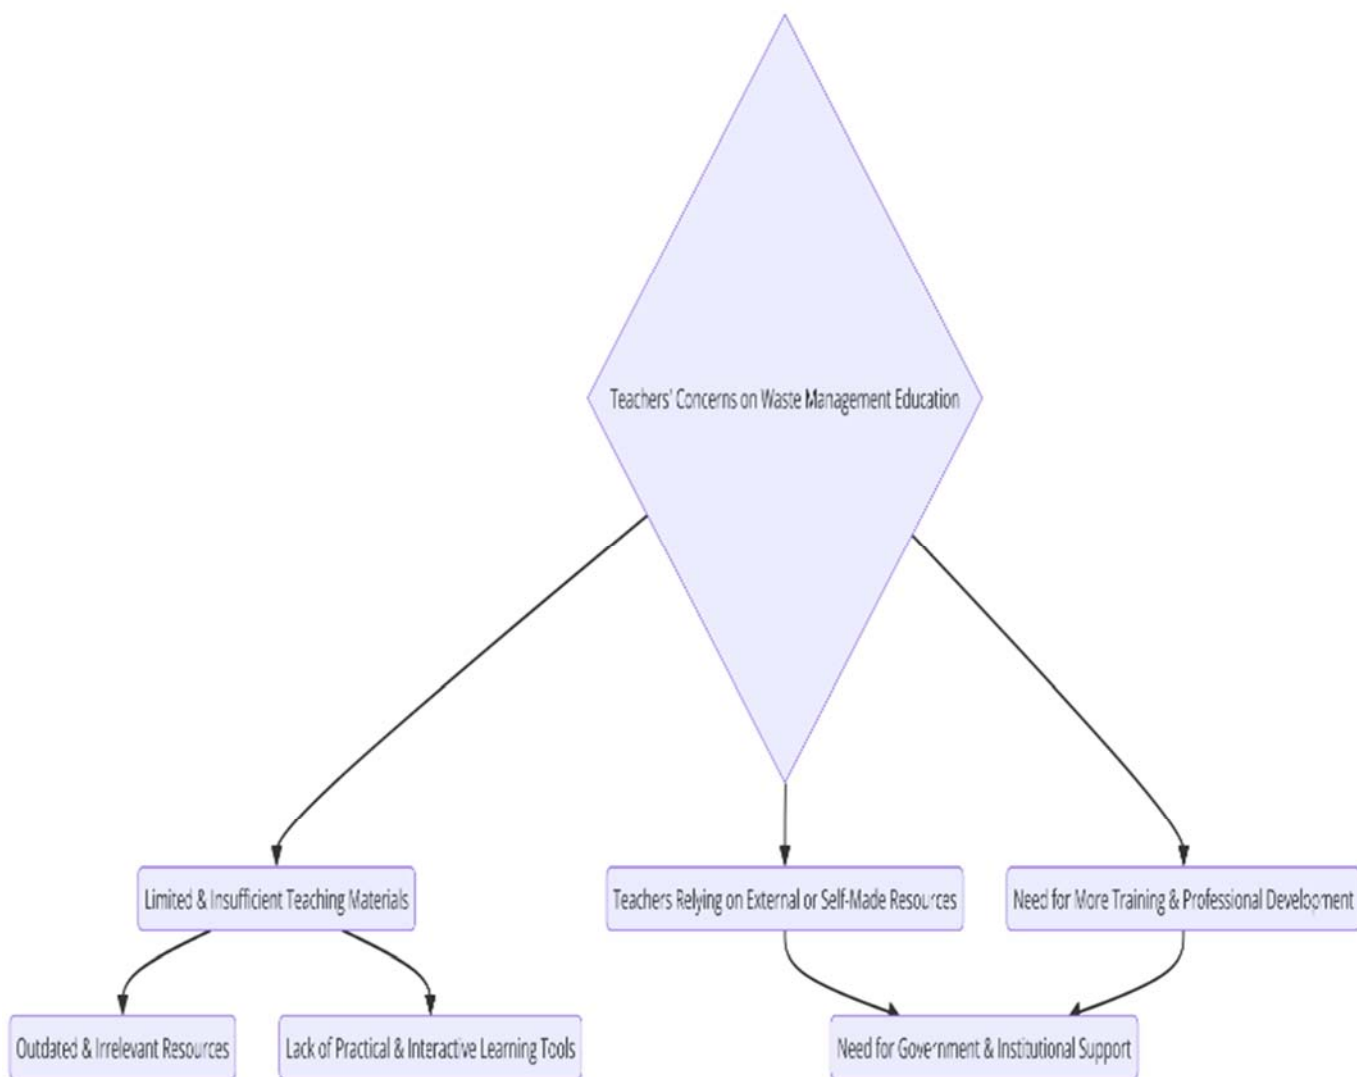 Teachers' Concerns on Waste Management Education
Limited & Insufficient Teaching Materials
Teachers Relying on External or Self-Made Resources
Need for More Training & Professional Development
Outdated & Irrelevant Resources
Lack of Practical & Interactive Learning Tools
Need for Government & Institutional Support